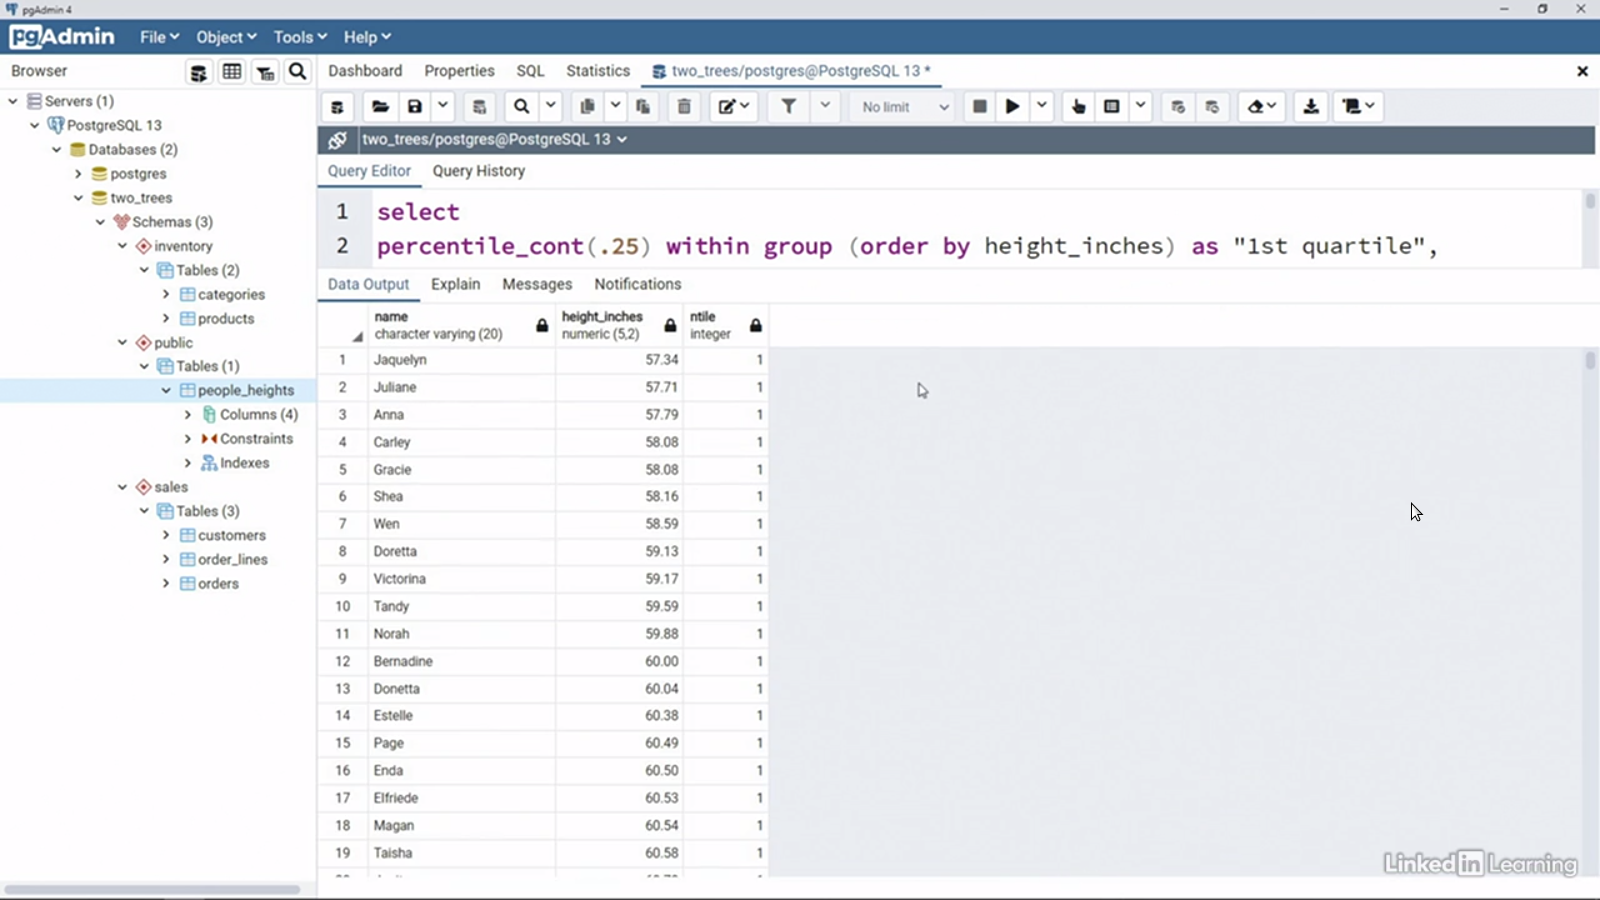 pgAdmin 4
pgAdmin File Object Tools Help
Browser
Dashboard Properties SQL Statistics two_trees/postgres@PostgreSQL 13 *
Servers (1)
PostgreSQL 13
Databases (2)
postgres
two_trees
Schemas (3)
inventory
Tables (2)
categories
products
public
Tables (1)
people_heights
Columns (4)
Constraints
Indexes
sales
Tables (3)
customers
order_lines
orders
No limit
two_trees/postgres@PostgreSQL 13
Query Editor Query History
1 select
2 percentile_cont(.25) within group (order by height_inches) as "1st quartile",
Data Output Explain Messages Notifications
name height_inches ntile
character varying (20) numeric (5,2) integer
1 Jaquelyn 57.34 1
2 Juliane 57.71 1
3 Anna 57.79 1
4 Carley 58.08 1
5 Gracie 58.08 1
6 Shea 58.16 1
7 Wen 58.59 1
8 Doretta 59.13 1
9 Victorina 59.17 1
10 Tandy 59.59 1
11 Norah 59.88 1
12 Bernadine 60.00 1
13 Donetta 60.04 1
14 Estelle 60.38 1
15 Page 60.49 1
16 Enda 60.50 1
17 Elfriede 60.53 1
18 Magan 60.54 1
19 Taisha 60.58 1
LinkedIn Learning